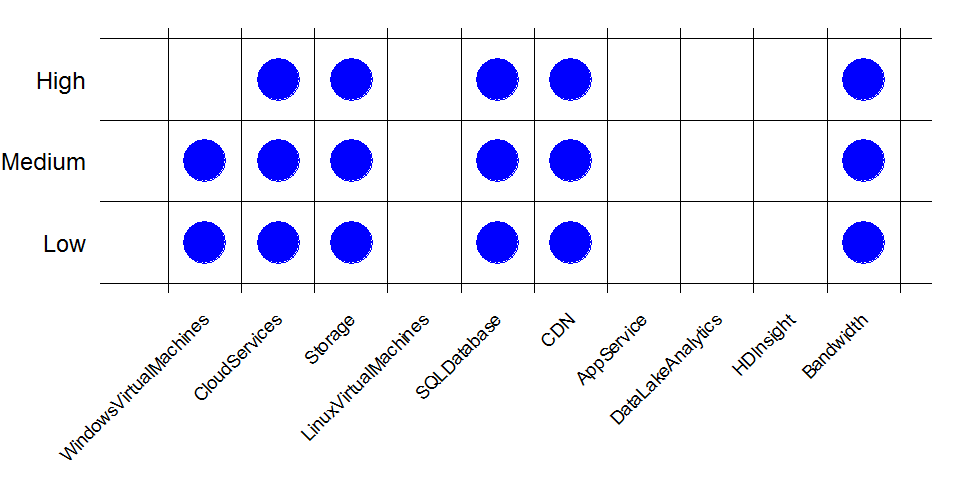 High
Medium
Low
WindowsVirtualMachines
CloudServices
Storage
LinuxVirtualMachines
SQLDatabase
CDN
AppService
DataLakeAnalytics
HDInsight
Bandwidth